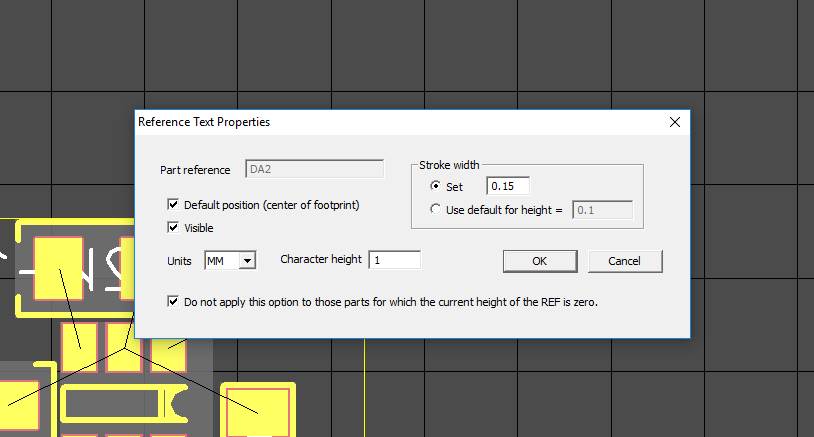 Reference Text Properties
Part reference DA2
Stroke width
Set 0.15
Use default for height = 0.1
Default position (center of footprint)
Visible
Units MM Character height 1
OK Cancel
Do not apply this option to those parts for which the current height of the REF is zero.